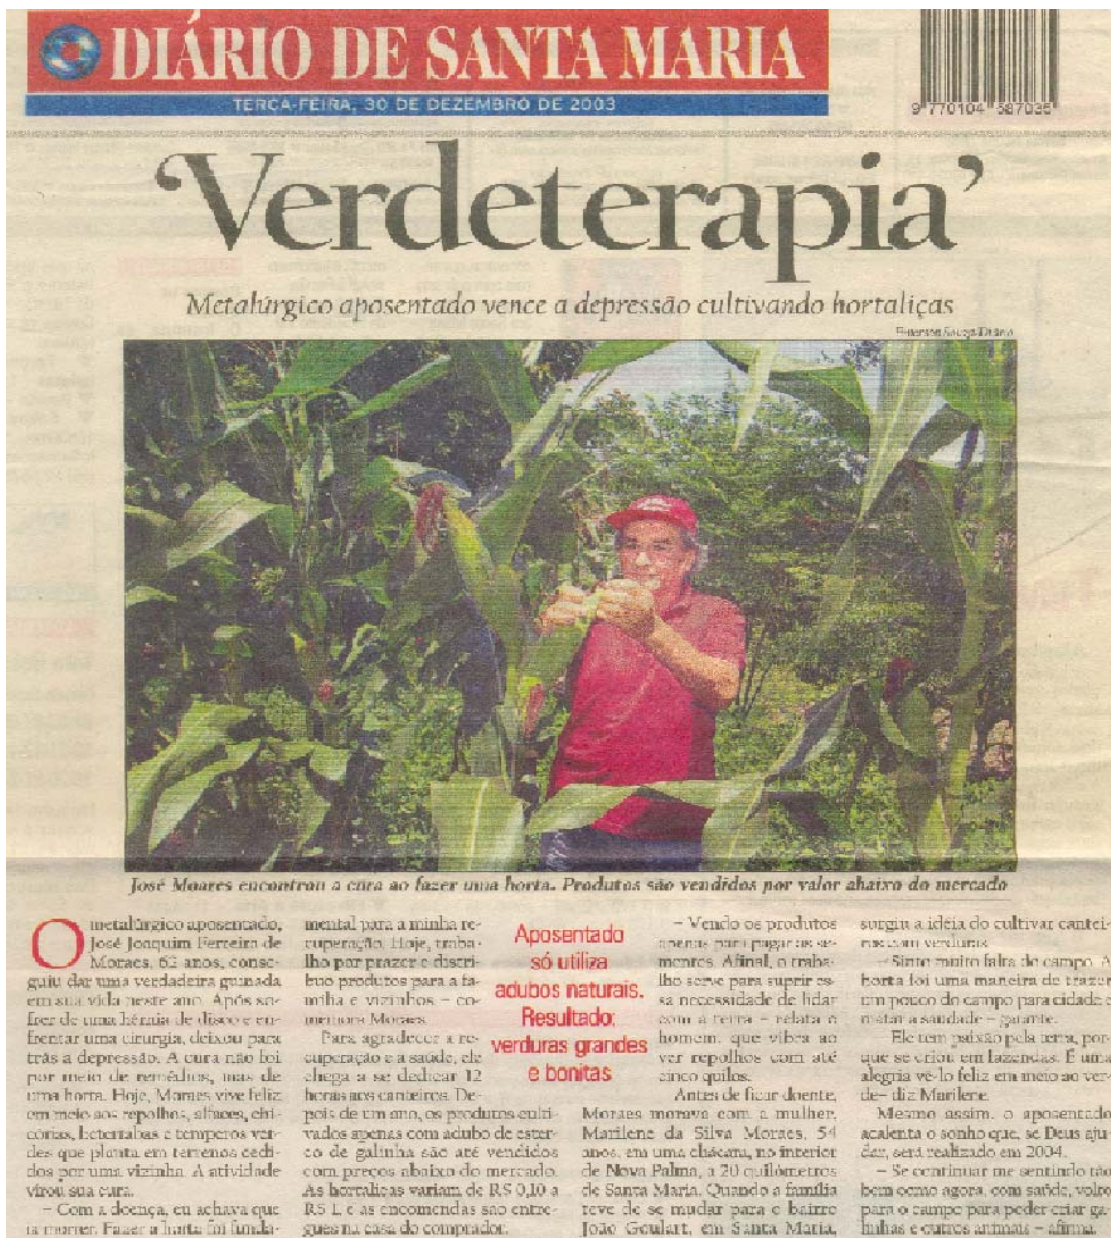 DIÁRIO DE SANTA MARIA
TERÇA-FEIRA, 30 DE DEZEMBRO DE 2003
9 770104 587035
‘Verdeterapia’
Metalúrgico aposentado vence a depressão cultivando hortaliças
José Moares encontrou a cura ao fazer uma horta. Produtos são vendidos por valor abaixo do mercado
O metalúrgico aposentado,
José Joaquim Ferreira de
Moraes, 62 anos, conse-
guiu dar uma verdadeira guinada
em sua vida neste ano. Após so-
frer de uma hérnia de disco e en-
frentar uma cirurgia, deixou para
trás a depressão. A cura não foi
por meio de remédios, mas de
uma horta. Hoje, Moraes vive feliz
em meio aos repolhos, alfaces, chi-
córias, beterrabas e temperos ver-
des que planta em terrenos cedi-
dos por uma vizinha. A atividade
virou sua cura.
– Com a doença, eu achava que
ia morrer. Fazer a horta foi funda-
mental para a minha re-
cuperação. Hoje, traba-
lho por prazer e distri-
buo produtos para a fa-
mília e vizinhos – co-
memora Moraes.
Para agradecer a re-
cuperação e a saúde, ele
chega a se dedicar 12
horas aos canteiros. De-
pois de um ano, os produtos culti-
vados apenas com adubo de ester-
co de galinha são até vendidos
com preços abaixo do mercado.
As hortaliças variam de R$ 0,10 a
R$ 1, e as encomendas são entre-
gues na casa do comprador.
Aposentado
só utiliza
adubos naturais.
Resultado:
verduras grandes
e bonitas
– Vendo os produtos
apenas para pagar as se-
mentes. Afinal, o traba-
lho serve para suprir es-
sa necessidade de lidar
com a terra – relata o
homem, que vibra ao
ver repolhos com até
cinco quilos.
Antes de ficar doente,
Moraes morava com a mulher,
Marilene da Silva Moraes, 54
anos, em uma chácara, no interior
de Nova Palma, a 20 quilômetros
de Santa Maria. Quando a família
teve de se mudar para o bairro
João Goulart, em Santa Maria,
surgiu a idéia do cultivar cantei-
ros com verduras.
– Sinto muito falta do campo. A
horta foi uma maneira de trazer
um pouco do campo para cidade e
matar a saudade – garante.
Ele tem paixão pela terra, por-
que se criou em fazendas. É uma
alegria vê-lo feliz em meio ao ver-
de– diz Marilene.
Mesmo assim, o aposentado
acalenta o sonho que, se Deus aju-
dar, será realizado em 2004.
– Se continuar me sentindo tão
bem como agora, com saúde, volto
para o campo para poder criar ga-
linhas e outros animais – afirma.